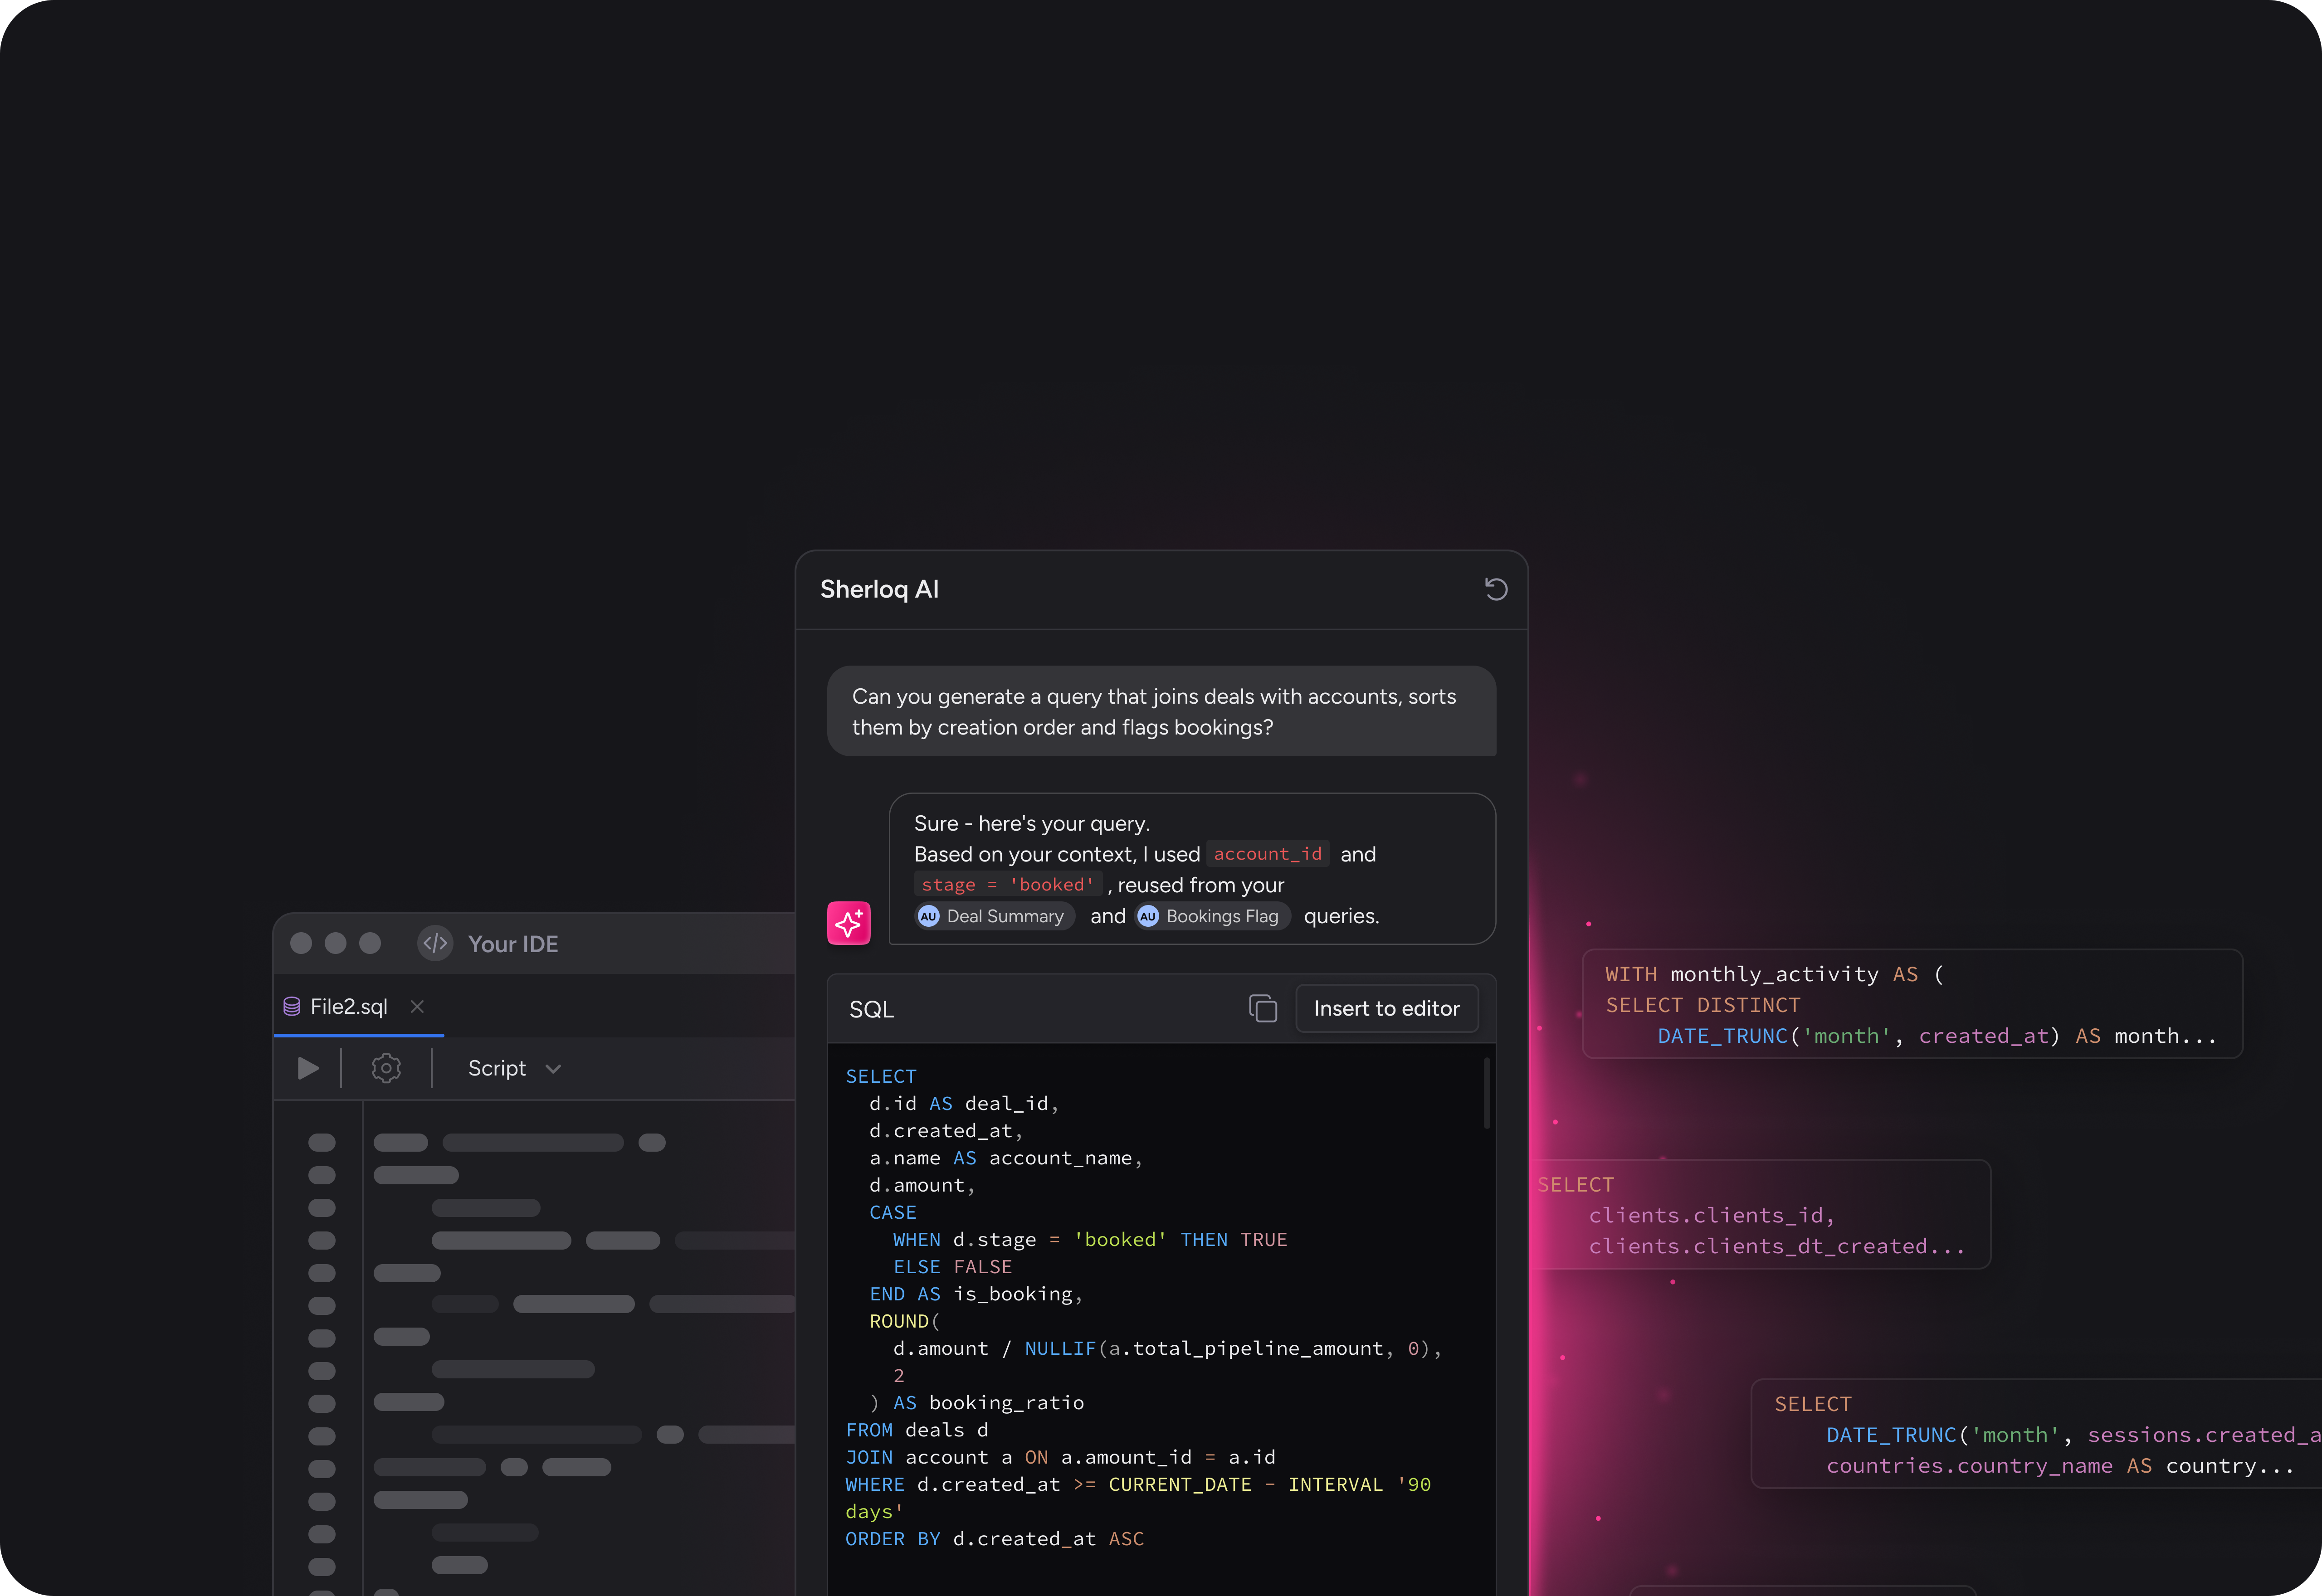 Sherloq AI
Can you generate a query that joins deals with accounts, sorts
them by creation order and flags bookings?
Sure - here's your query.
Based on your context, I used account_id and
stage = 'booked' , reused from your
AU Deal Summary and AU Bookings Flag queries.
SQL
Insert to editor
SELECT
d.id AS deal_id,
d.created_at,
a.name AS account_name,
d.amount,
CASE
WHEN d.stage = 'booked' THEN TRUE
ELSE FALSE
END AS is_booking,
ROUND(
d.amount / NULLIF(a.total_pipeline_amount, 0),
2
) AS booking_ratio
FROM deals d
JOIN account a ON a.amount_id = a.id
WHERE d.created_at >= CURRENT_DATE - INTERVAL '90
days'
ORDER BY d.created_at ASC
</> Your IDE
File2.sql
Script
WITH monthly_activity AS (
SELECT DISTINCT
DATE_TRUNC('month', created_at) AS month...
SELECT
clients.clients_id,
clients.clients_dt_created...
SELECT
DATE_TRUNC('month', sessions.created_a
countries.country_name AS country...